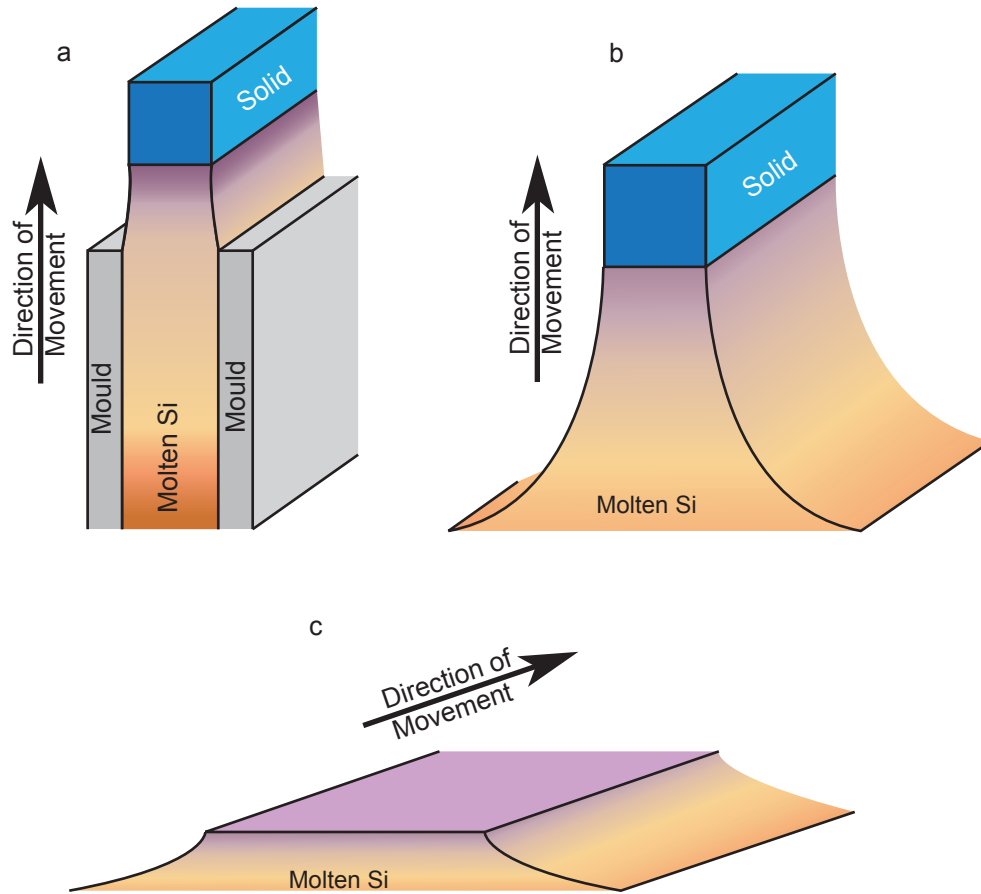 a
Solid
Direction of
Movement
Mould
Molten Si
Mould
b
Solid
Direction of
Movement
Molten Si
c
Direction of
Movement
Molten Si